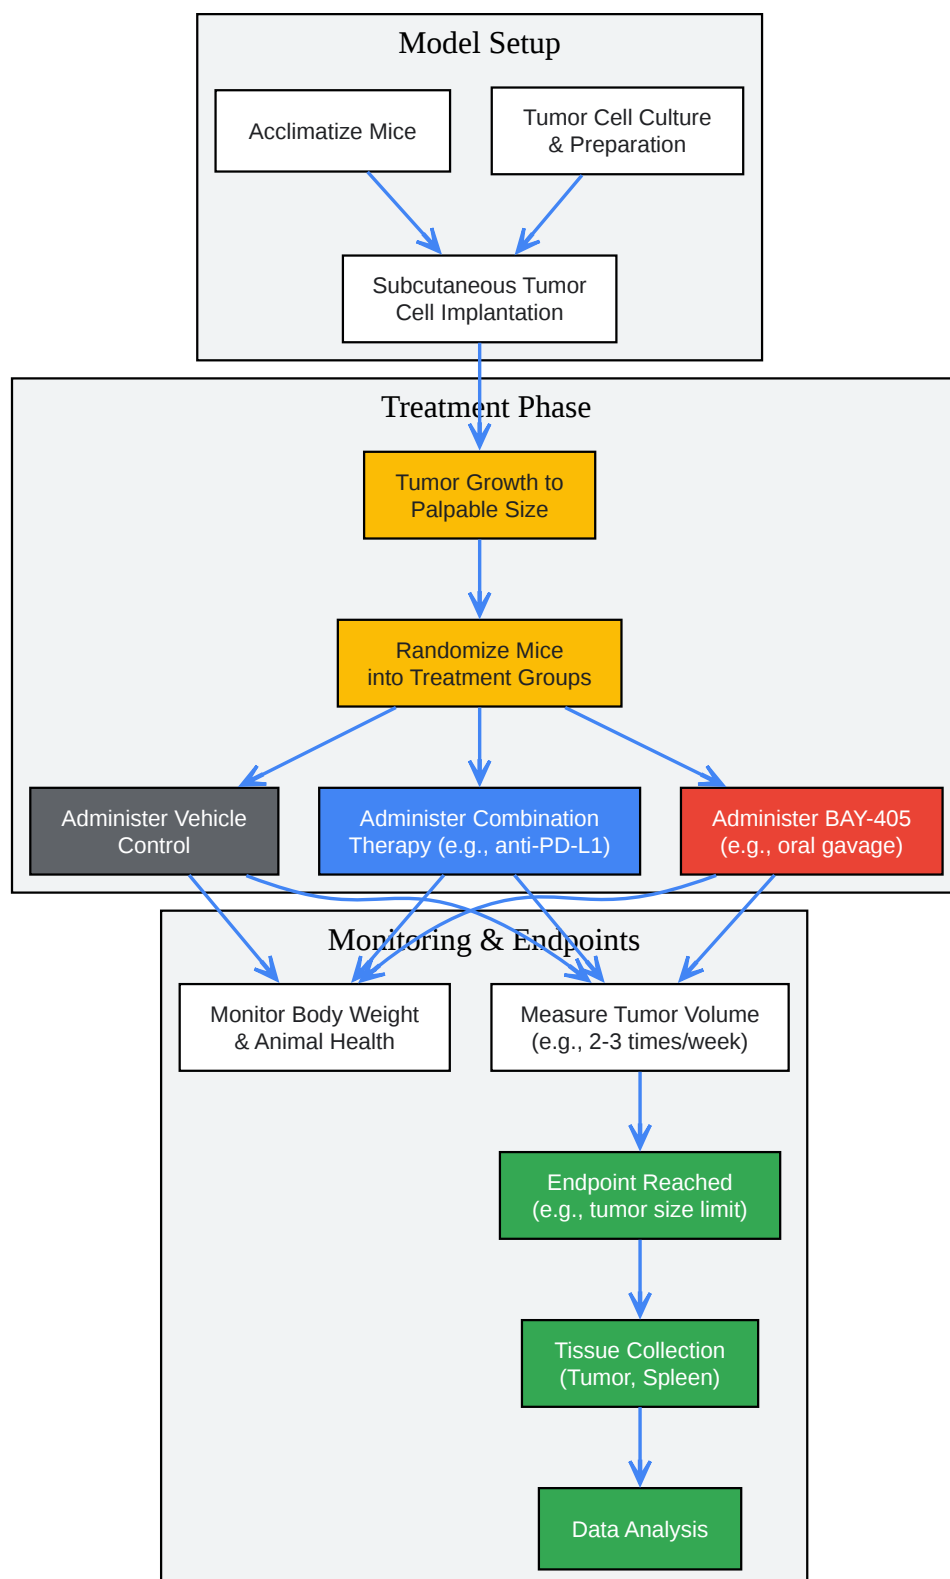 Model Setup
Acclimatize Mice
Tumor Cell Culture
& Preparation
Subcutaneous Tumor
Cell Implantation
Treatment Phase
Tumor Growth to
Palpable Size
Randomize Mice
into Treatment Groups
Administer Vehicle
Control
Administer Combination
Therapy (e.g., anti-PD-L1)
Administer BAY-405
(e.g., oral gavage)
Monitoring & Endpoints
Monitor Body Weight
& Animal Health
Measure Tumor Volume
(e.g., 2-3 times/week)
Endpoint Reached
(e.g., tumor size limit)
Tissue Collection
(Tumor, Spleen)
Data Analysis